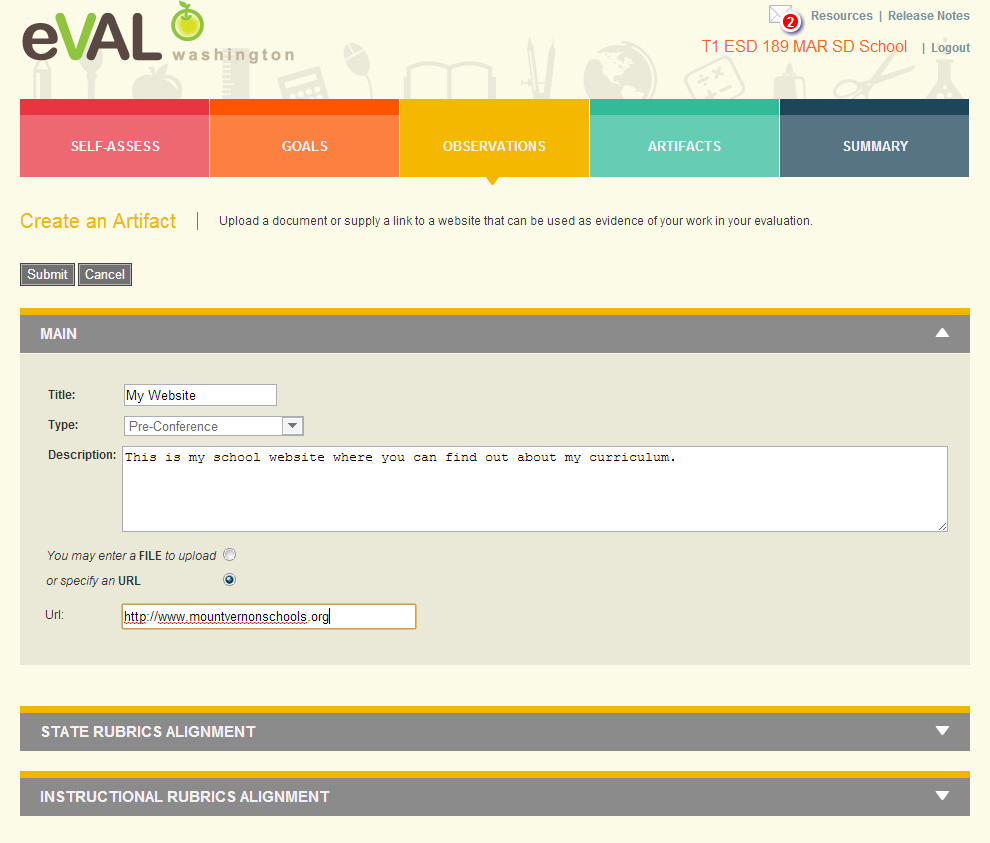 eVAL
washington
2
Resources | Release Notes
T1 ESD 189 MAR SD School | Logout
SELF-ASSESS
GOALS
OBSERVATIONS
ARTIFACTS
SUMMARY
Create an Artifact | Upload a document or supply a link to a website that can be used as evidence of your work in your evaluation.
Submit Cancel
MAIN
Title: My Website
Type: Pre-Conference
Description: This is my school website where you can find out about my curriculum.
You may enter a FILE to upload
or specify an URL
Url: http://www.mountvernonschools.org
STATE RUBRICS ALIGNMENT
INSTRUCTIONAL RUBRICS ALIGNMENT